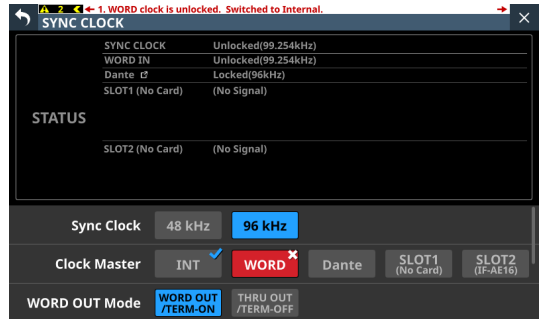 2 1. WORD clock is unlocked. Switched to Internal.
SYNC CLOCK
SYNC CLOCK Unlocked(99.254kHz)
WORD IN Unlocked(99.254kHz)
Dante Locked(96kHz)
SLOT1 (No Card) (No Signal)
STATUS
SLOT2 (No Card) (No Signal)
Sync Clock 48 kHz 96 kHz
Clock Master INT WORD Dante SLOT1 (No Card) SLOT2 (IF-AE16)
WORD OUT Mode WORD OUT /TERM-ON THRU OUT /TERM-OFF